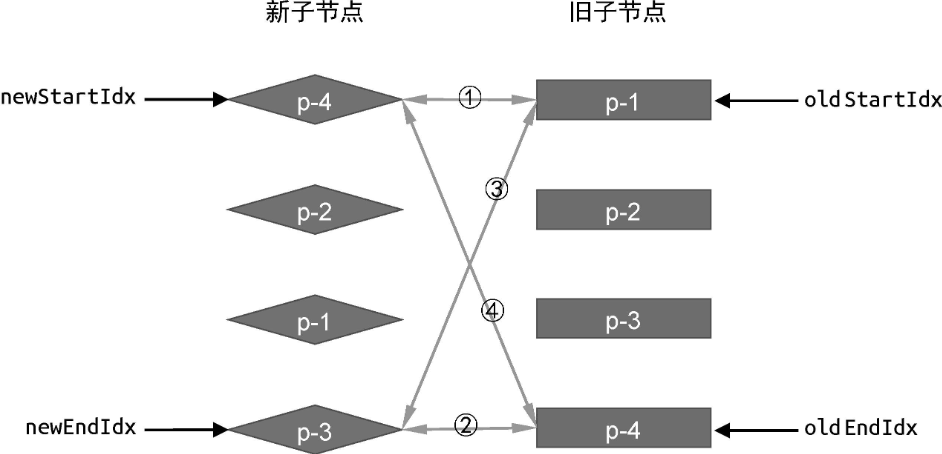 新子节点 旧子节点
newStartIdx p-4 ① p-1 oldStartIdx
③
p-2 p-2
④
p-1 p-3
newEndIdx p-3 ② p-4 oldEndIdx